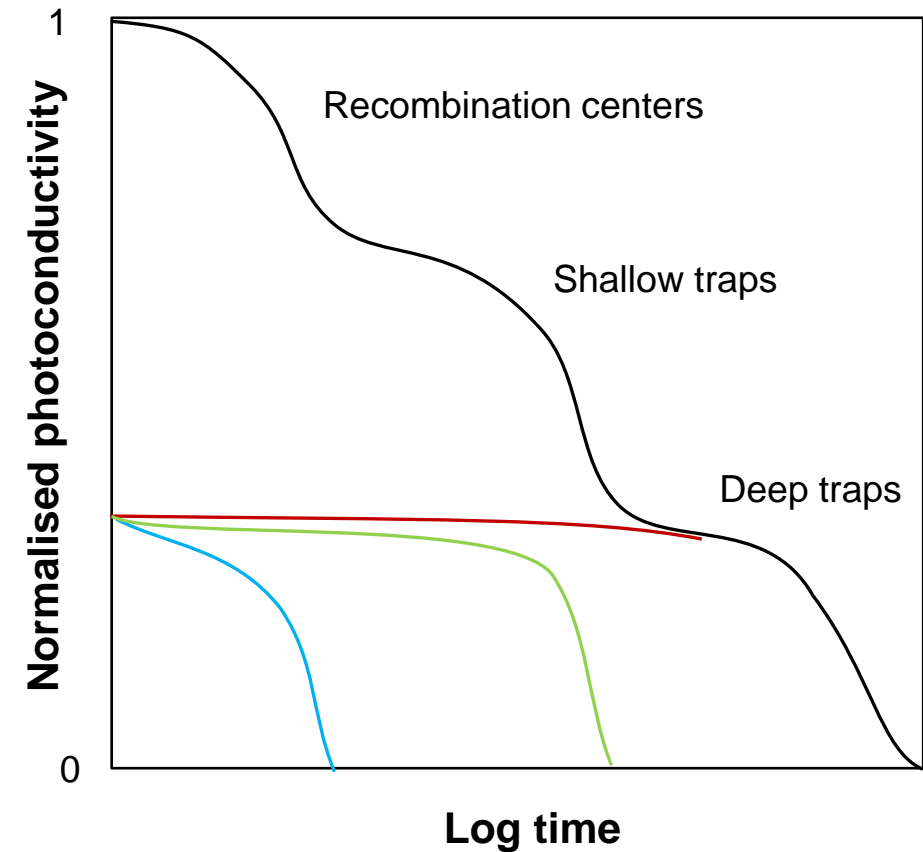 1
Recombination centers
Shallow traps
Deep traps
0
Normalised photoconductivity
Log time